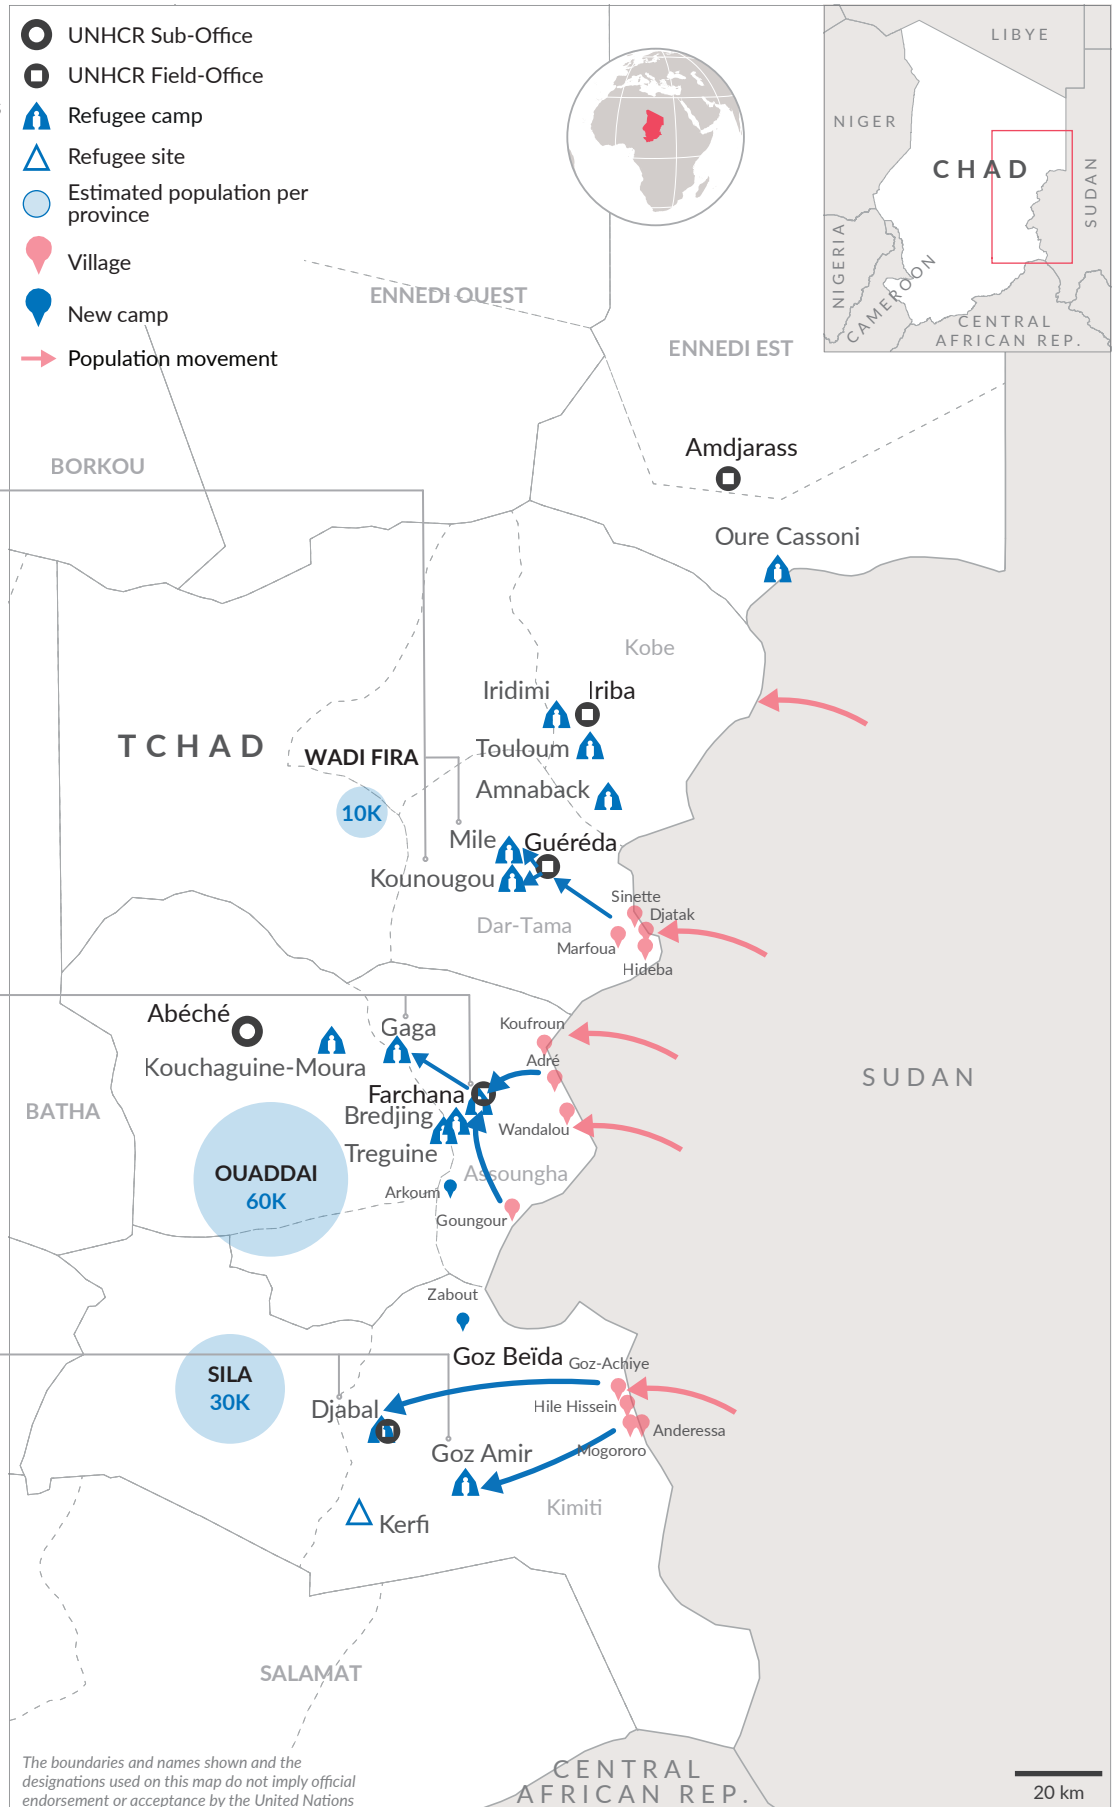 UNHCR Sub-Office
UNHCR Field-Office
Refugee camp
Refugee site
Estimated population per
province
Village
New camp
Population movement
LIBYE
NIGER
CHAD
SUDAN
NIGERIA
CAMEROON
CENTRAL
AFRICAN REP.
ENNEDI OUEST
ENNEDI EST
BORKOU
Amdjarass
Oure Cassoni
Kobe
Iridimi
Iriba
TCHAD
WADI FIRA
Touloum
Amnaback
10K
Mile
Guéréda
Kounougou
Sinette
Djatak
Dar-Tama
Marfoua
Hideba
Abéché
Gaga
Koufroun
Kouchaguine-Moura
Adré
SUDAN
Farchana
BATHA
Bredjing
Wandalou
Treguine
OUADDAI
60K
Assoungha
Arkoum
Goungour
Zabout
Goz Beïda
Goz-Achiye
SILA
30K
Djabal
Hile Hissein
Anderessa
Mogororo
Goz Amir
Kimiti
Kerfi
SALAMAT
The boundaries and names shown and the
designations used on this map do not imply official
endorsement or acceptance by the United Nations
CENTRAL
AFRICAN REP.
20 km